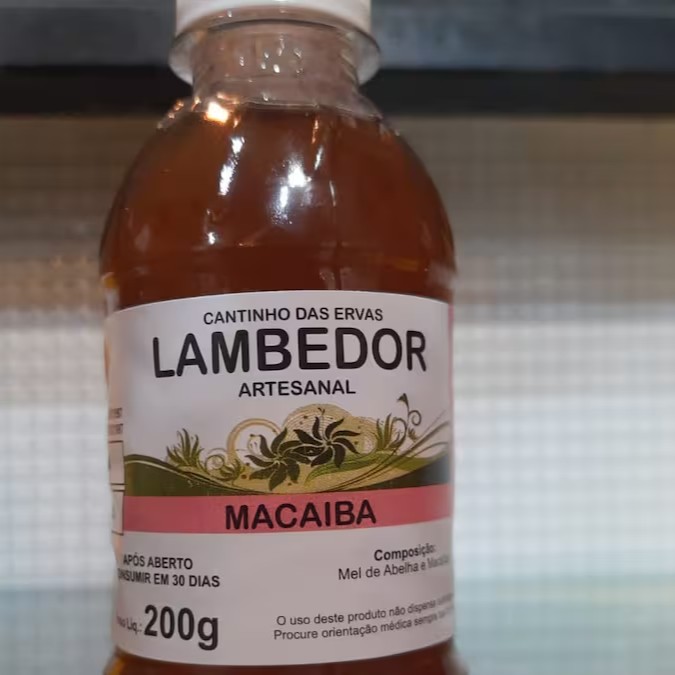 CANTINHO DAS ERVAS
LAMBEDOR
ARTESANAL
MACAIBA
APÓS ABERTO
CONSUMIR EM 30 DIAS
Composição:
Mel de Abelha e
Liq.: 200g
O uso deste produto não dispensa
Procure orientação médica sempre